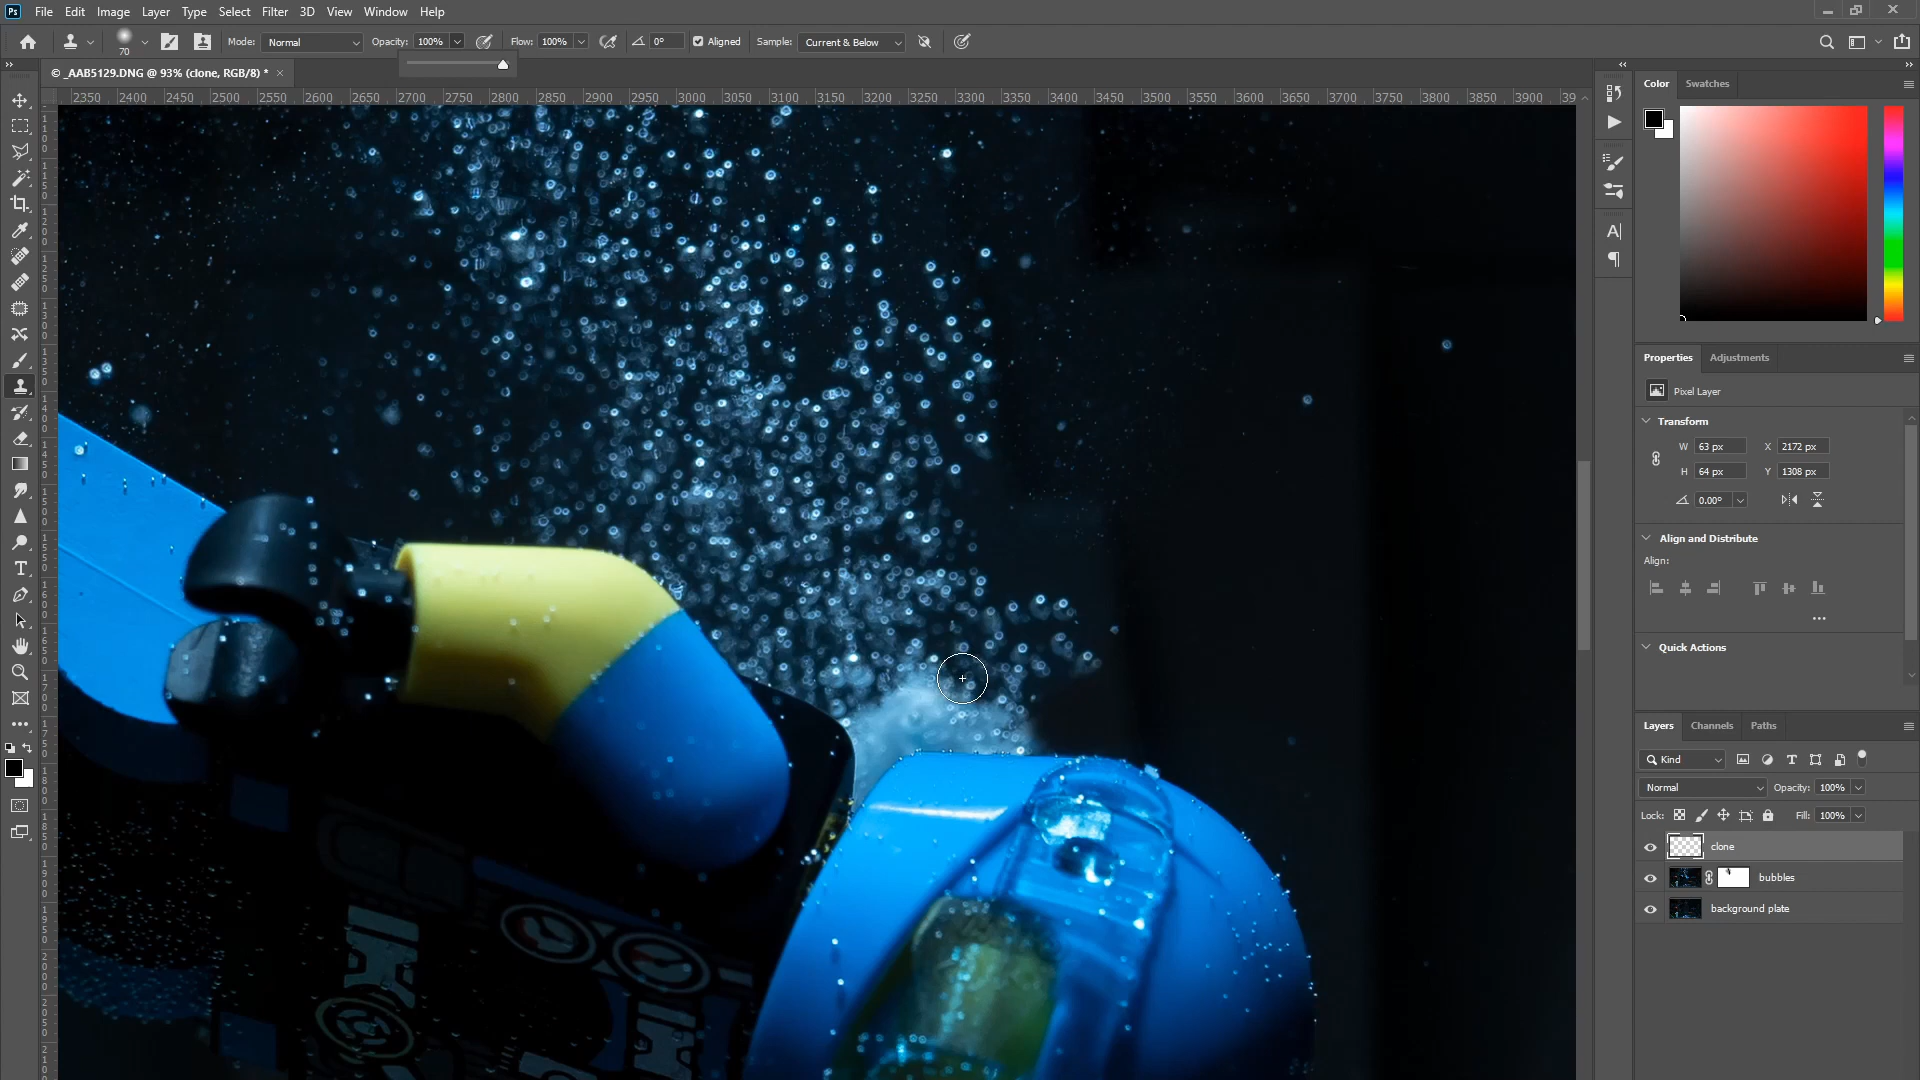 Ps File Edit Image Layer Type Select Filter 3D View Window Help
70 Mode: Normal Opacity: 100% Flow: 100% 0° Aligned Sample: Current & Below
© _AAB5129.DNG @ 93% (clone, RGB/8) * ×
2350 2400 2450 2500 2550 2600 2650 2700 2750 2800 2850 2900 2950 3000 3050 3100 3150 3200 3250 3300 3350 3400 3450 3500 3550 3600 3650 3700 3750 3800 3850 3900 39
Color Swatches
Properties Adjustments
Pixel Layer
Transform
W 63 px X 2172 px
H 64 px Y 1308 px
0.00°
Align and Distribute
Align:
Quick Actions
Layers Channels Paths
Kind
Normal Opacity: 100%
Lock: Fill: 100%
clone
bubbles
background plate